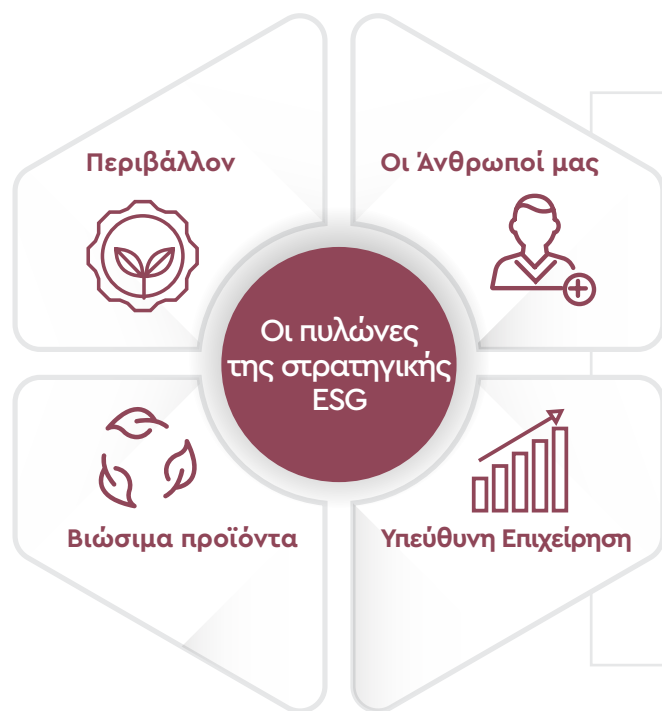 Περιβάλλον
Οι Άνθρωποί μας
Οι πυλώνες
της στρατηγικής
ESG
Βιώσιμα προϊόντα
Υπεύθυνη Επιχείρηση